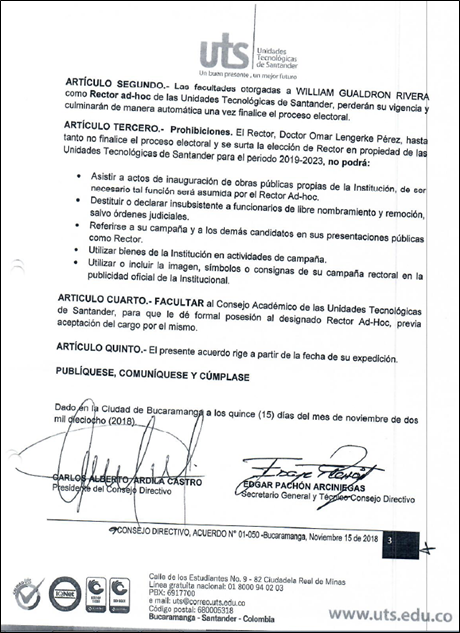 uts
Unidades
Tecnológicas
de Santander
Un buen presente, un mejor futuro
ARTÍCULO SEGUNDO.- Las facultades otorgadas a WILLIAM GUALDRON RIVERA
como Rector ad-hoc de las Unidades Tecnológicas de Santander, perderán su vigencia y
culminarán de manera automática una vez finalice el proceso electoral.
ARTÍCULO TERCERO.- Prohibiciones. El Rector, Doctor Omar Lengerke Pérez, hasta
tanto no finalice el proceso electoral y se surta la elección de Rector en propiedad de las
Unidades Tecnológicas de Santander para el periodo 2019-2023, no podrá:
• Asistir a actos de inauguración de obras públicas propias de la Institución, de ser
necesario tal función será asumida por el Rector Ad-hoc.
• Destituir o declarar insubsistente a funcionarios de libre nombramiento y remoción,
salvo órdenes judiciales.
• Referirse a su campaña y a los demás candidatos en sus presentaciones públicas
como Rector.
• Utilizar bienes de la Institución en actividades de campaña.
• Utilizar o incluir la imagen, símbolos o consignas de su campaña rectoral en la
publicidad oficial de la Institucional.
ARTÍCULO CUARTO.- FACULTAR al Consejo Académico de las Unidades Tecnológicas
de Santander, para que le dé formal posesión al designado Rector Ad-Hoc, previa
aceptación del cargo por el mismo.
ARTÍCULO QUINTO.- El presente acuerdo rige a partir de la fecha de su expedición.
PUBLÍQUESE, COMUNÍQUESE Y CÚMPLASE
Dado en la Ciudad de Bucaramanga a los quince (15) días del mes de noviembre de dos
mil dieciocho (2018).
CARLOS ALBERTO ARDILA CASTRO
Presidente del Consejo Directivo
EDGAR PACHÓN ARCINIEGAS
Secretario General y Técnico Consejo Directivo
CONSEJO DIRECTIVO, ACUERDO N° 01-050 -Bucaramanga, Noviembre 15 de 2018
3
IQNet
Calle de los Estudiantes No. 9 - 82 Ciudadela Real de Minas
Línea gratuita nacional: 01 8000 94 02 03
PBX: 6917700
e mail: uts@correo.uts.edu.co
Código postal: 680005318
Bucaramanga - Santander - Colombia
www.uts.edu.co